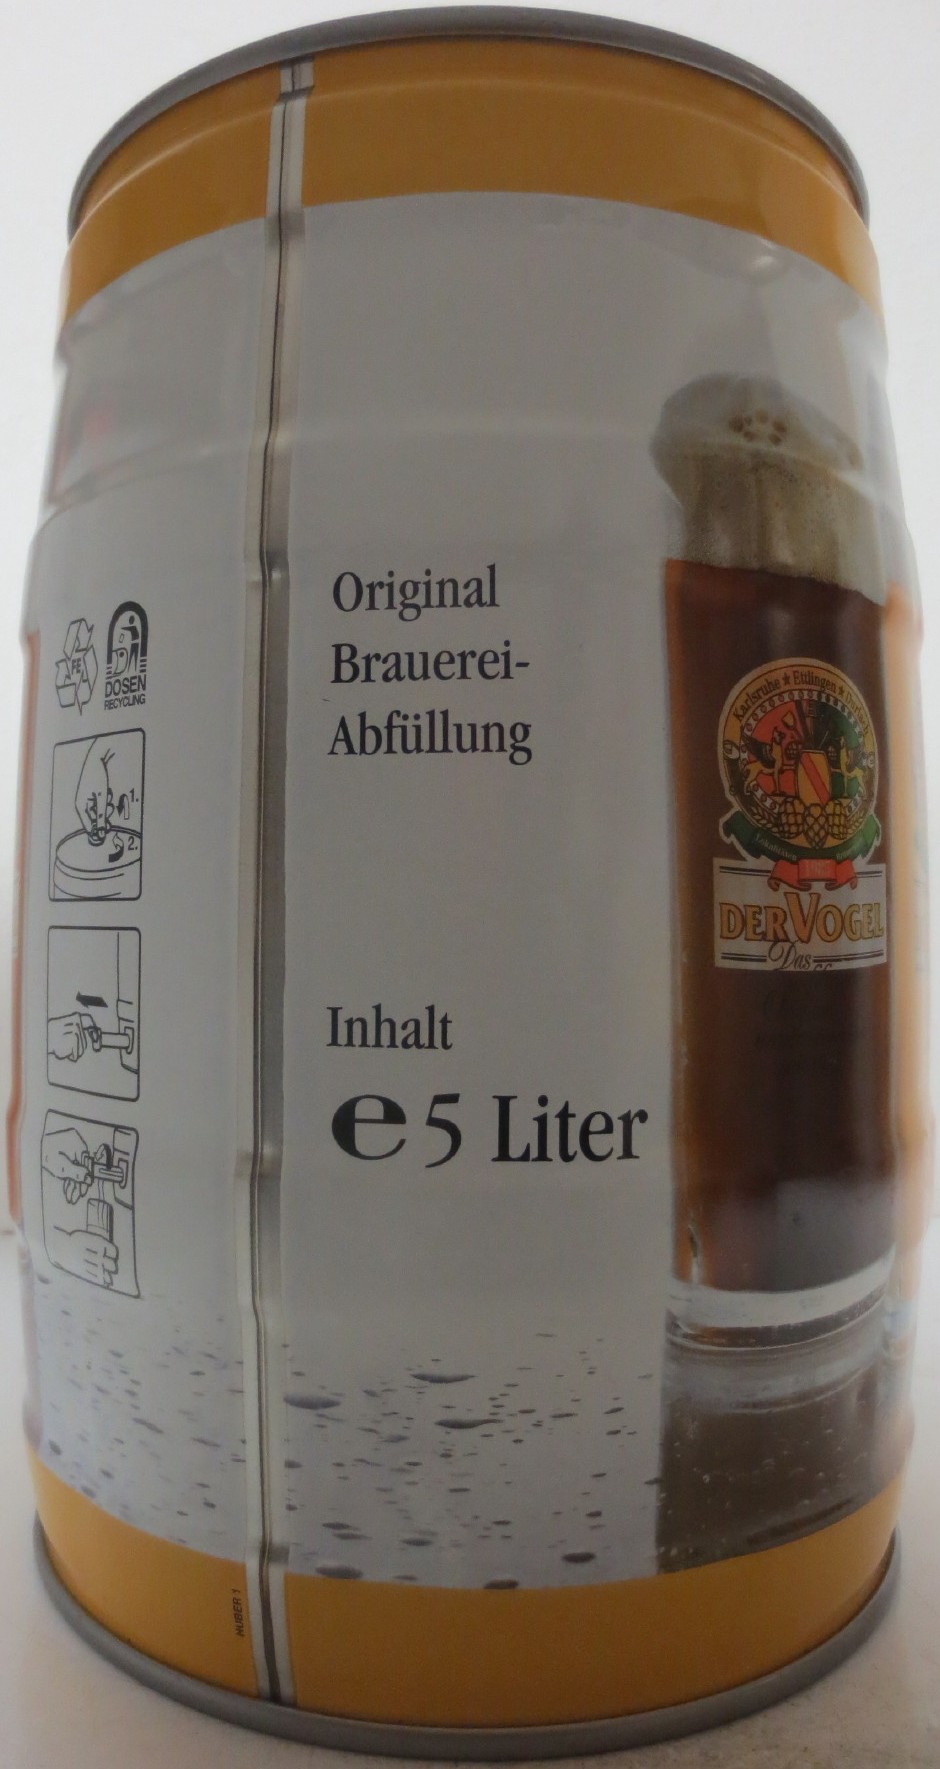 FE
DOSEN
RECYCLING
1.
2.
Original
Brauerei-
Abfüllung
Inhalt
e 5 Liter
Karlsruhe ★ Ettlingen ★
DER VOGEL
Das
HUBER 1